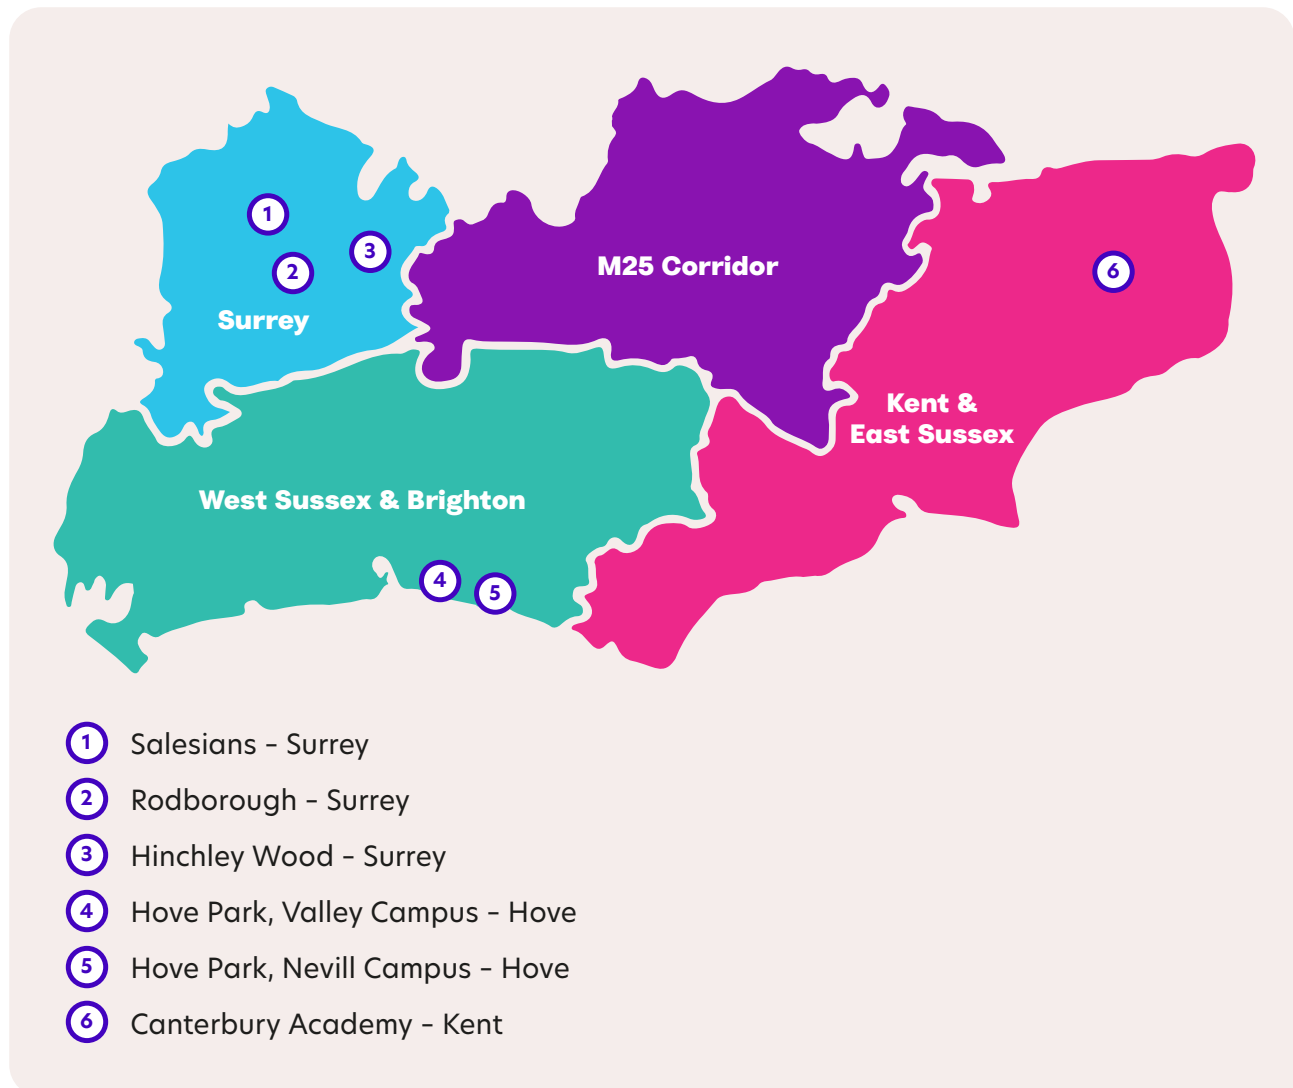 1
3
2
6
Surrey
M25 Corridor
Kent &
East Sussex
West Sussex & Brighton
4
5
1 Salesians – Surrey
2 Rodborough – Surrey
3 Hinchley Wood – Surrey
4 Hove Park, Valley Campus – Hove
5 Hove Park, Nevill Campus – Hove
6 Canterbury Academy – Kent